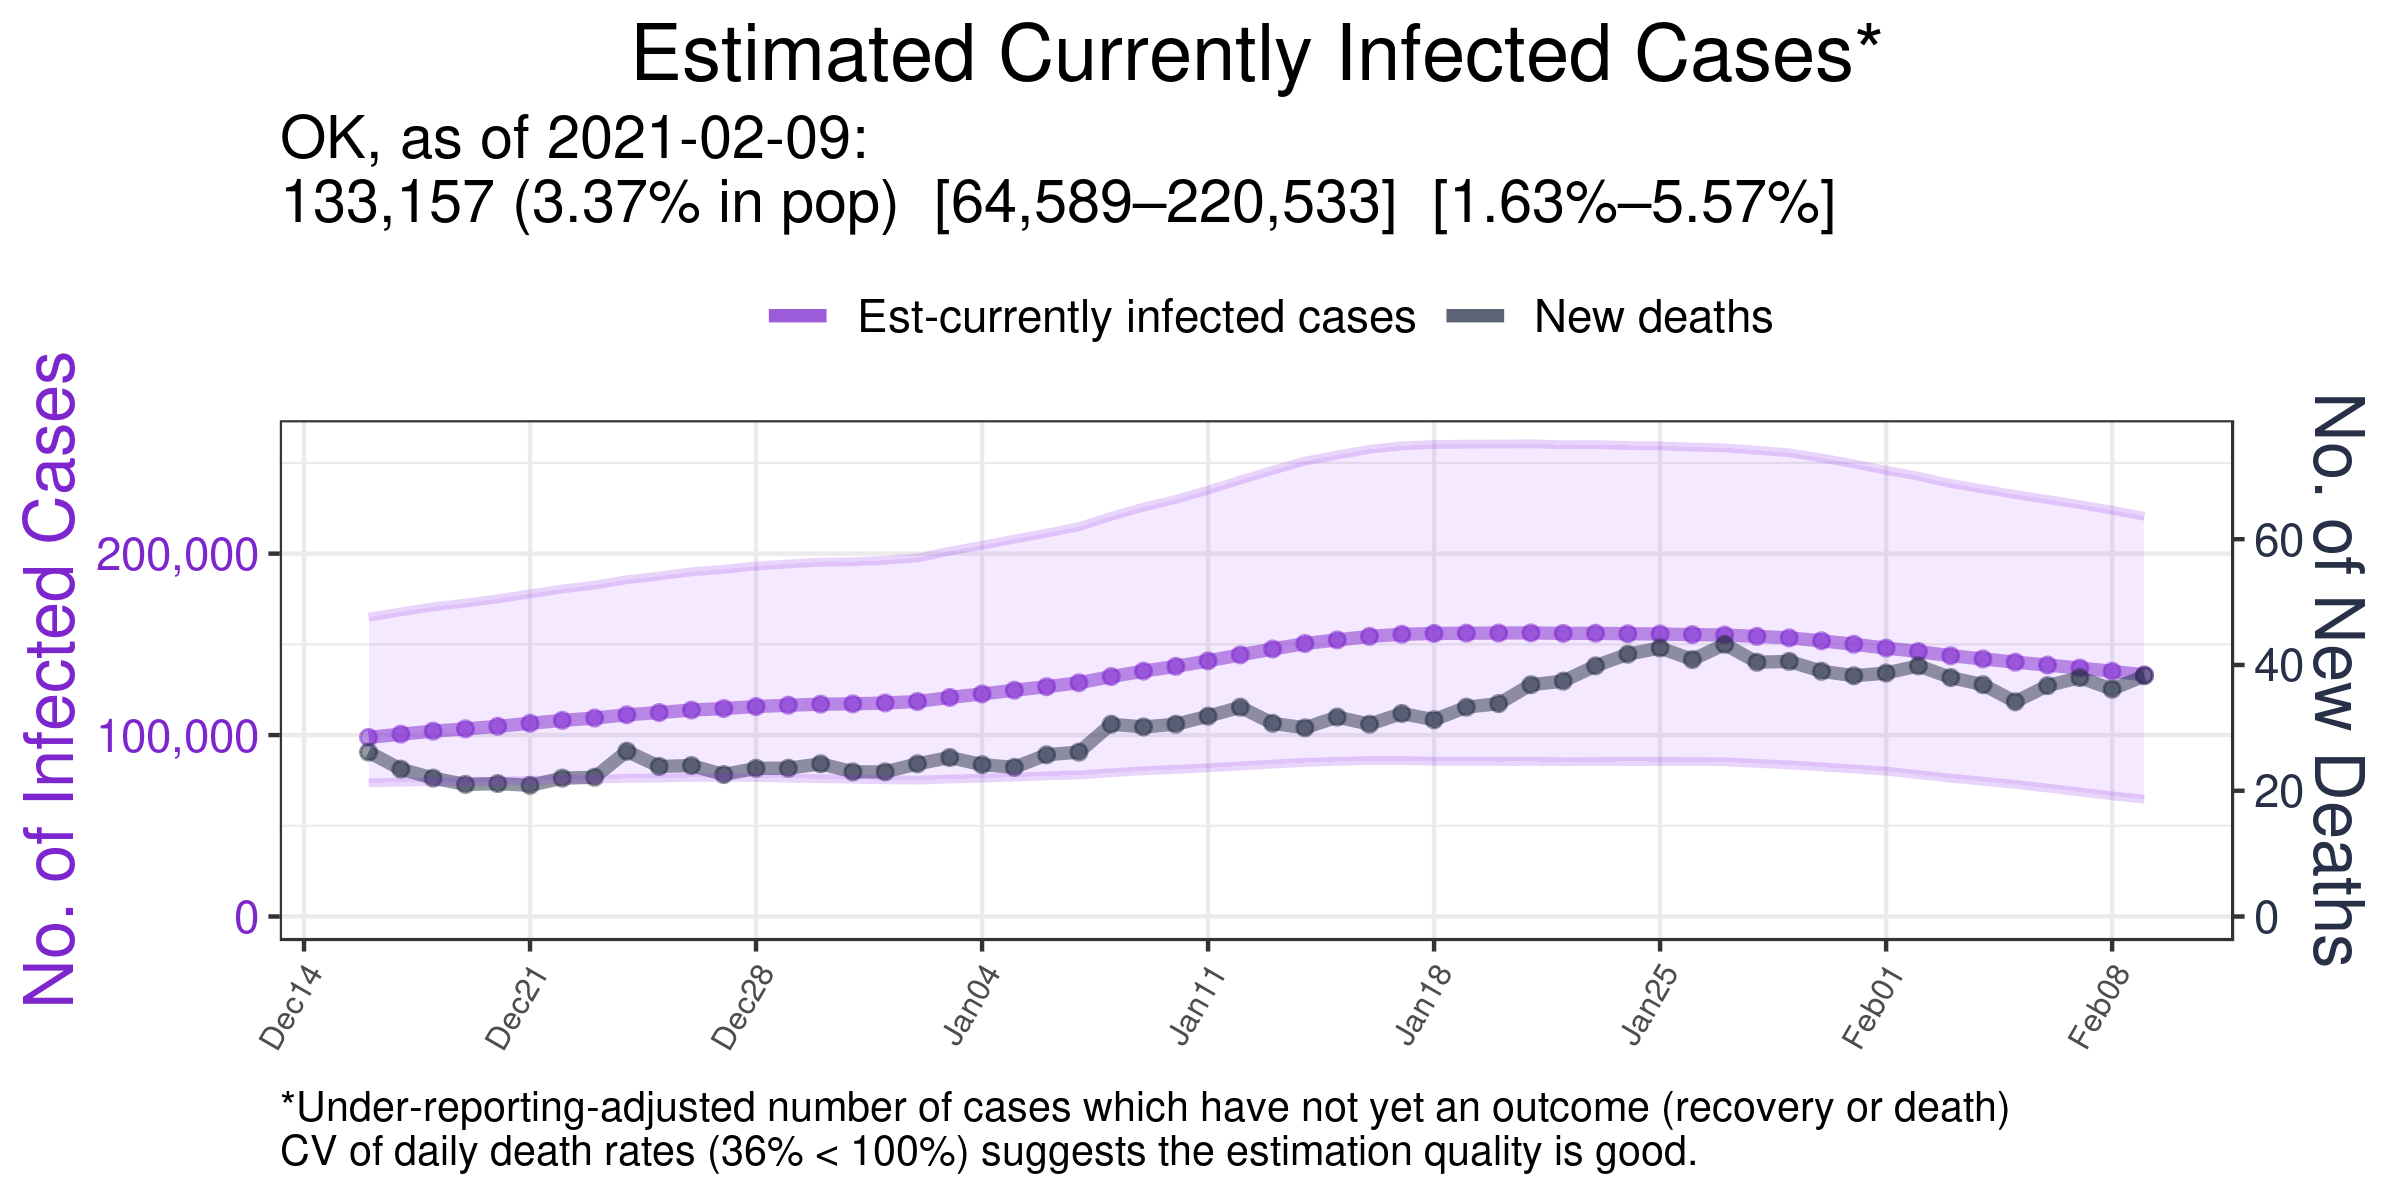 Estimated Currently Infected Cases*
OK, as of 2021-02-09:
133,157 (3.37% in pop)  [64,589–220,533]  [1.63%–5.57%]
Est-currently infected cases
New deaths
No. of Infected Cases
200,000
100,000
0
No. of New Deaths
60
40
20
0
Dec14
Dec21
Dec28
Jan04
Jan11
Jan18
Jan25
Feb01
Feb08
*Under-reporting-adjusted number of cases which have not yet an outcome (recovery or death)
CV of daily death rates (36% < 100%) suggests the estimation quality is good.